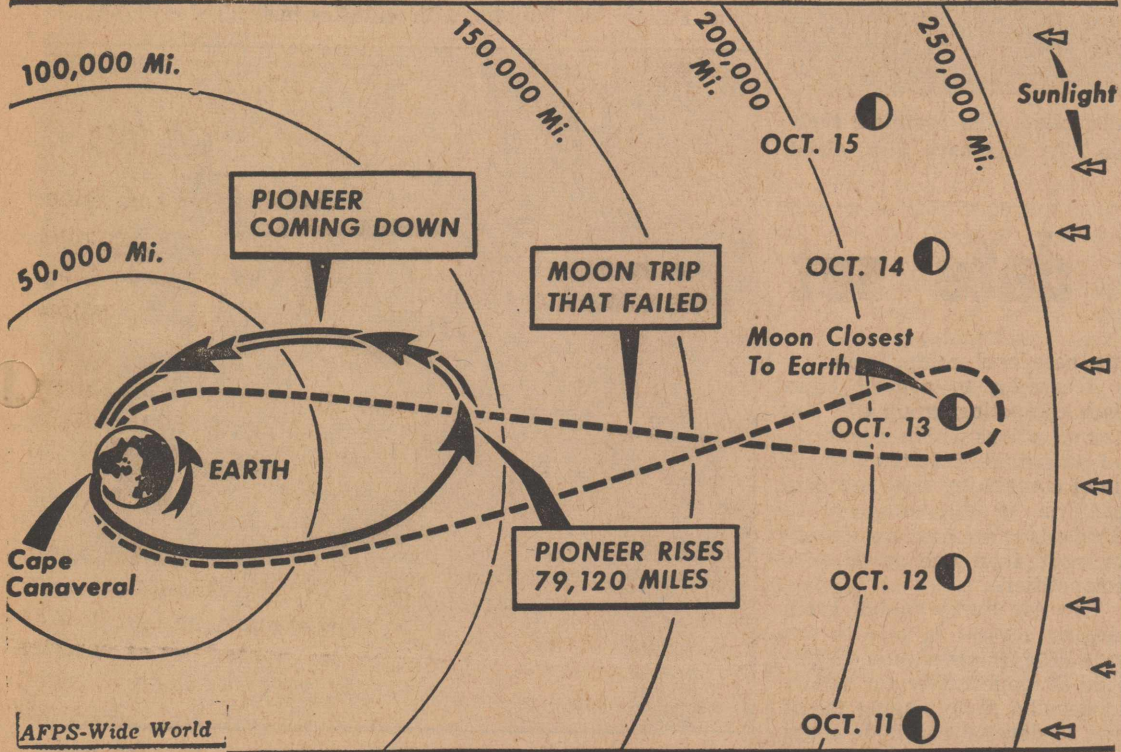 100,000 Mi.
150,000 Mi.
200,000
Mi.
250,000 Mi.
Sunlight
OCT. 15
PIONEER
COMING DOWN
50,000 Mi.
MOON TRIP
THAT FAILED
OCT. 14
Moon Closest
To Earth
OCT. 13
EARTH
Cape
Canaveral
PIONEER RISES
79,120 MILES
OCT. 12
OCT. 11
AFPS-Wide World